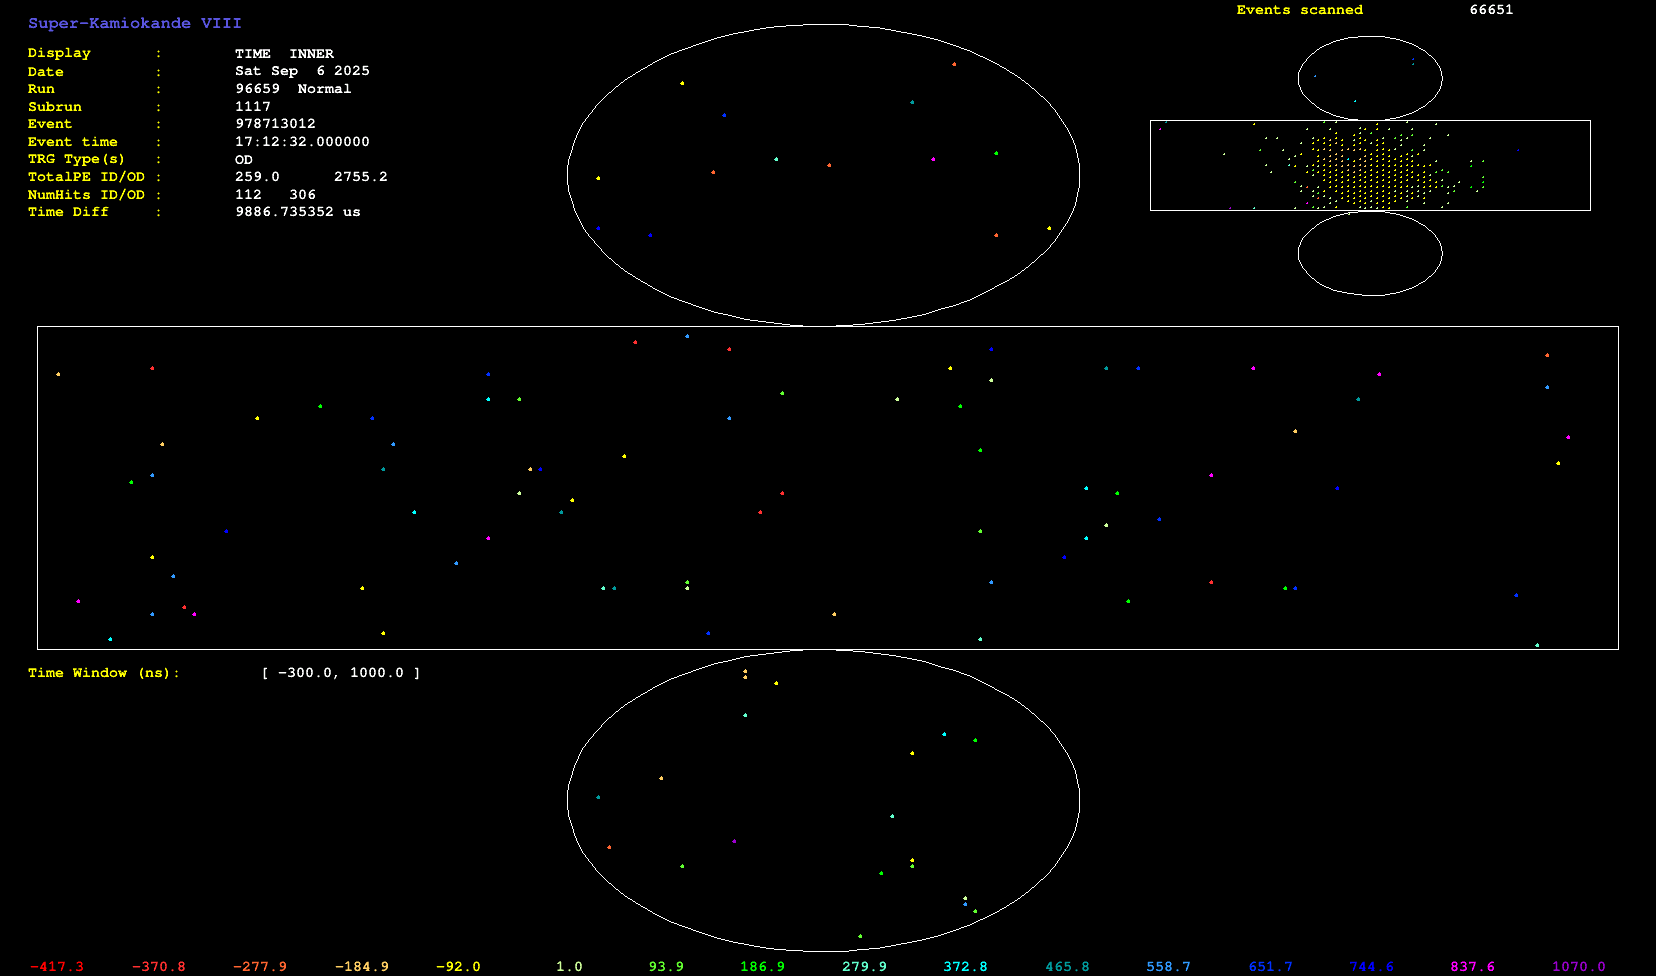 Super-Kamiokande VIII
Events scanned 66651
Display : TIME INNER
Date : Sat Sep 6 2025
Run : 96659 Normal
Subrun : 1117
Event : 978713012
Event time : 17:12:32.000000
TRG Type(s) : OD
TotalPE ID/OD : 259.0 2755.2
NumHits ID/OD : 112 306
Time Diff : 9886.735352 us
Time Window (ns): [ -300.0, 1000.0 ]
-417.3 -370.8 -277.9 -184.9 -92.0 1.0 93.9 186.9 279.9 372.8 465.8 558.7 651.7 744.6 837.6 1070.0